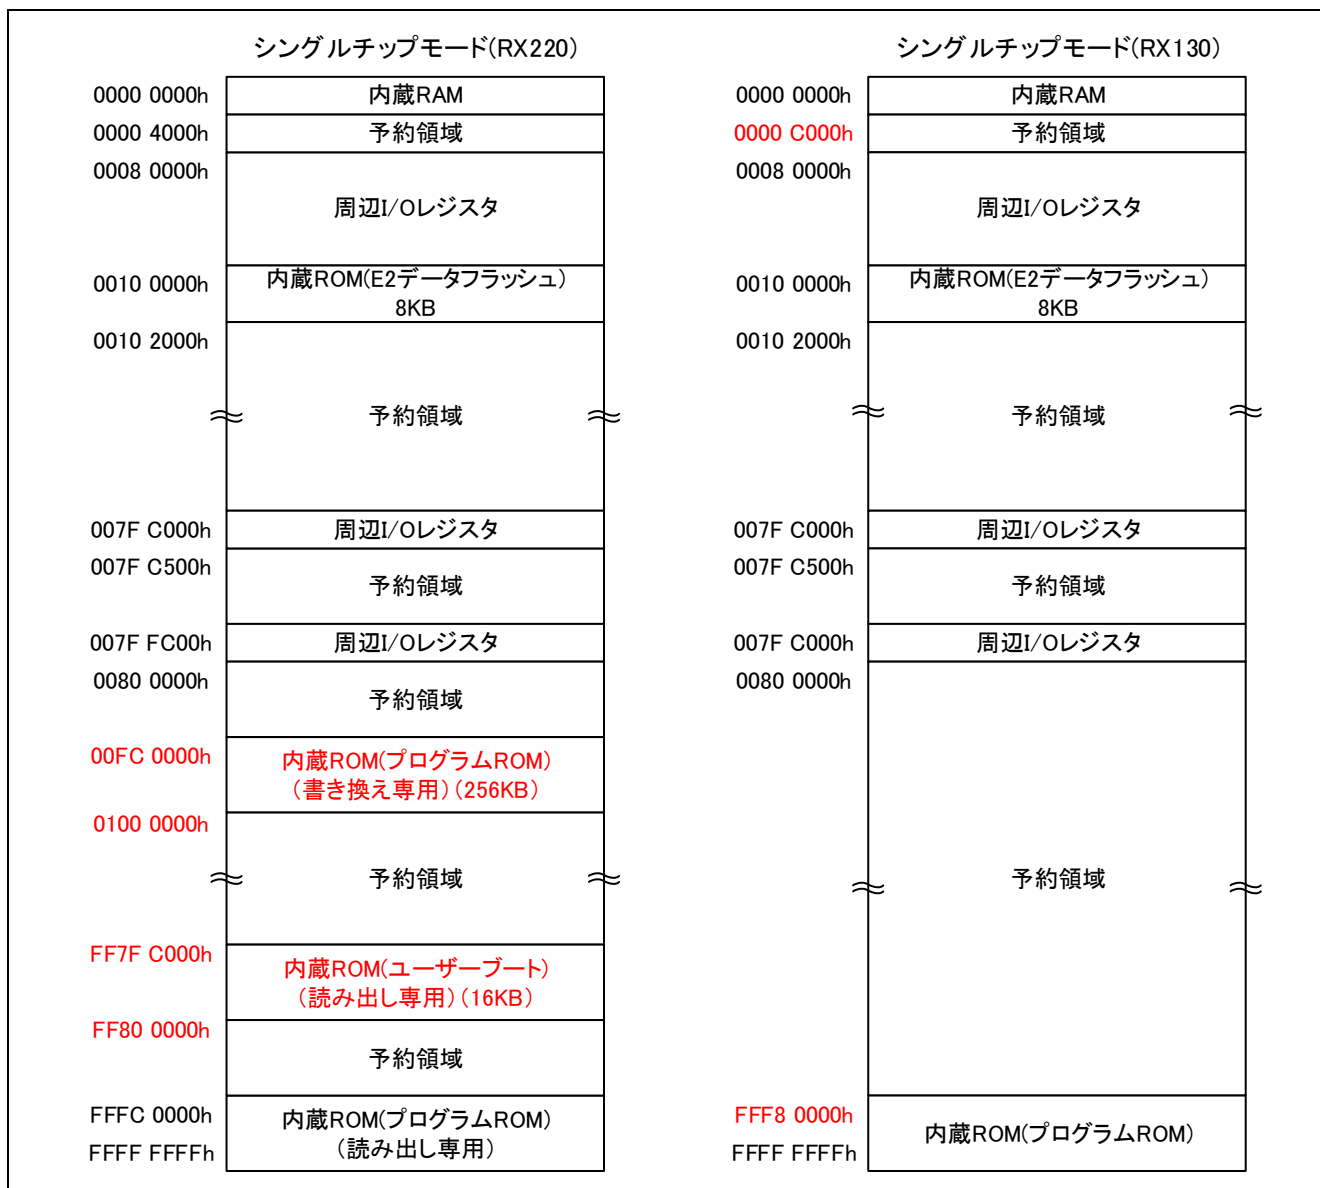 シングルチップモード(RX220)
0000 0000h
内蔵RAM
0000 4000h
予約領域
0008 0000h
周辺I/Oレジスタ
0010 0000h
内蔵ROM(E2データフラッシュ)
8KB
0010 2000h
予約領域
007F C000h
周辺I/Oレジスタ
007F C500h
予約領域
007F FC00h
周辺I/Oレジスタ
0080 0000h
予約領域
00FC 0000h
内蔵ROM(プログラムROM)
(書き換え専用)(256KB)
0100 0000h
予約領域
FF7F C000h
内蔵ROM(ユーザーブート)
(読み出し専用)(16KB)
FF80 0000h
予約領域
FFFC 0000h
内蔵ROM(プログラムROM)
(読み出し専用)
FFFF FFFFh
シングルチップモード(RX130)
0000 0000h
内蔵RAM
0000 C000h
予約領域
0008 0000h
周辺I/Oレジスタ
0010 0000h
内蔵ROM(E2データフラッシュ)
8KB
0010 2000h
予約領域
007F C000h
周辺I/Oレジスタ
007F C500h
予約領域
007F C000h
周辺I/Oレジスタ
0080 0000h
予約領域
FFF8 0000h
内蔵ROM(プログラムROM)
FFFF FFFFh